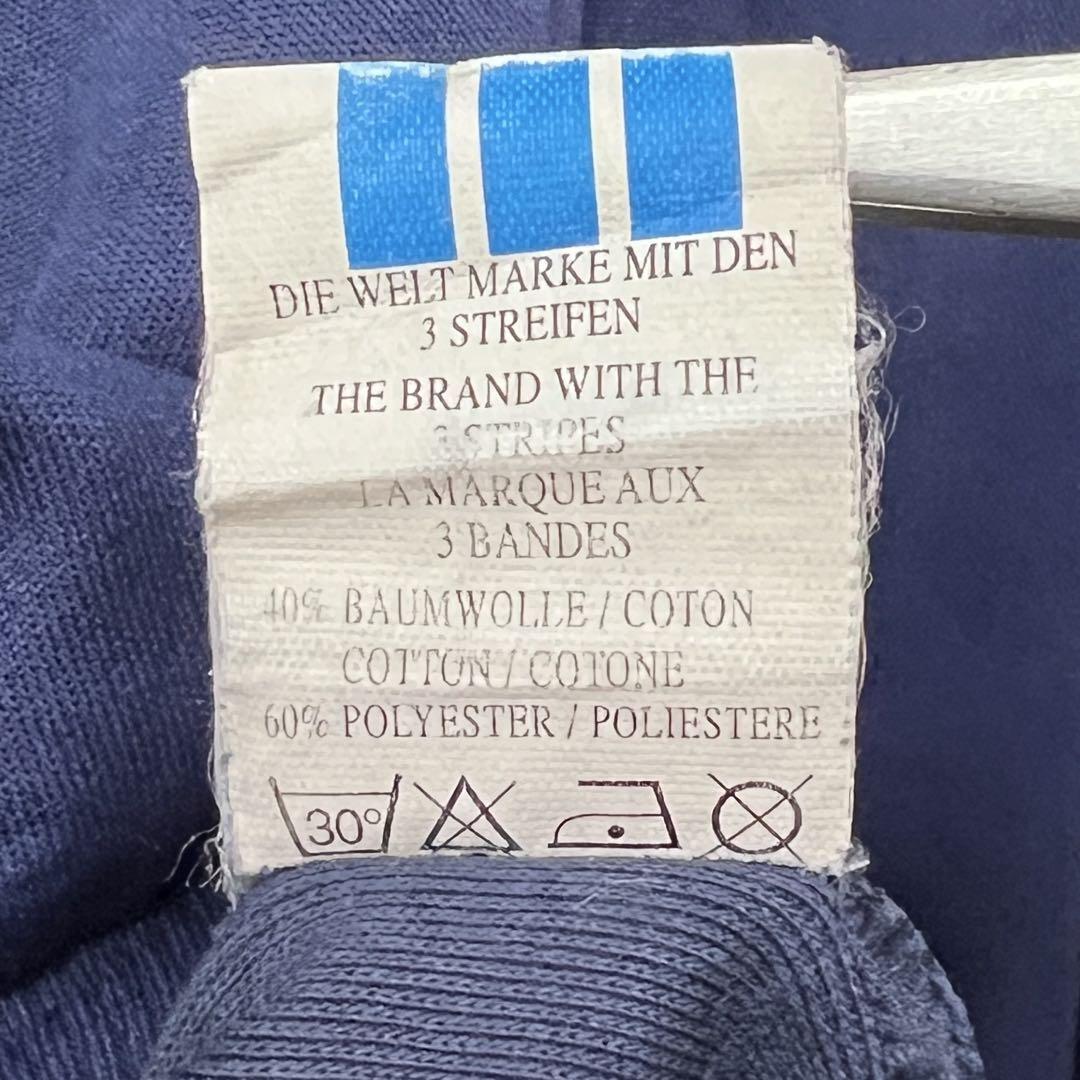 DIE WELT MARKE MIT DEN
3 STREIFEN
THE BRAND WITH THE
3 STRIPES
LA MARQUE AUX
3 BANDES
40% BAUMWOLLE / COTON
COTTON / COTONE
60% POLYESTER / POLIESTERE
30°